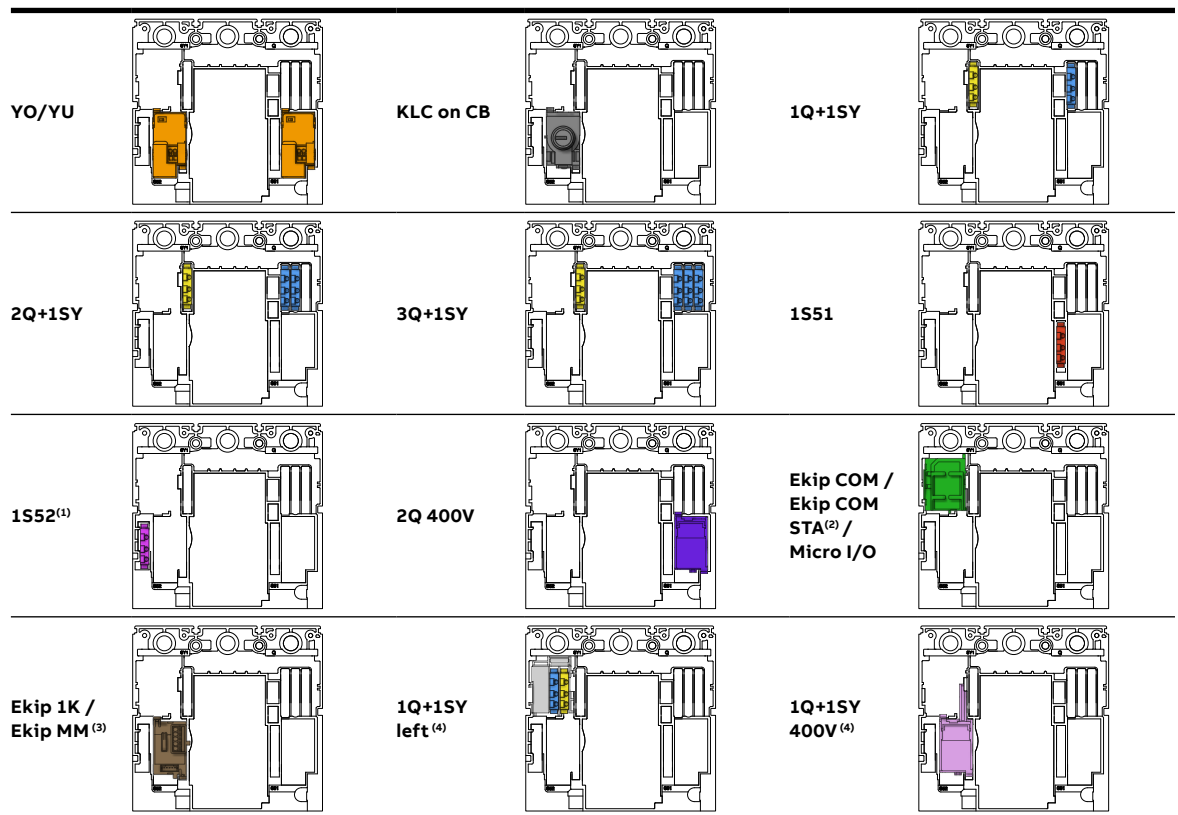 YO/YU
KLC on CB
1Q+1SY
2Q+1SY
3Q+1SY
1S51
1S52(1)
2Q 400V
Ekip COM /
Ekip COM
STA(2) /
Micro I/O
Ekip 1K /
Ekip MM (3)
1Q+1SY
left (4)
1Q+1SY
400V (4)